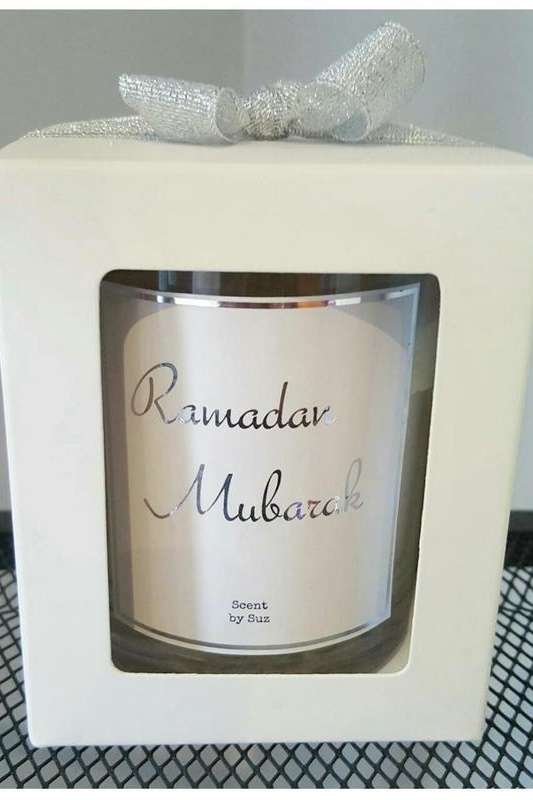 Ramadan
Mubarak
Scent
by Suz